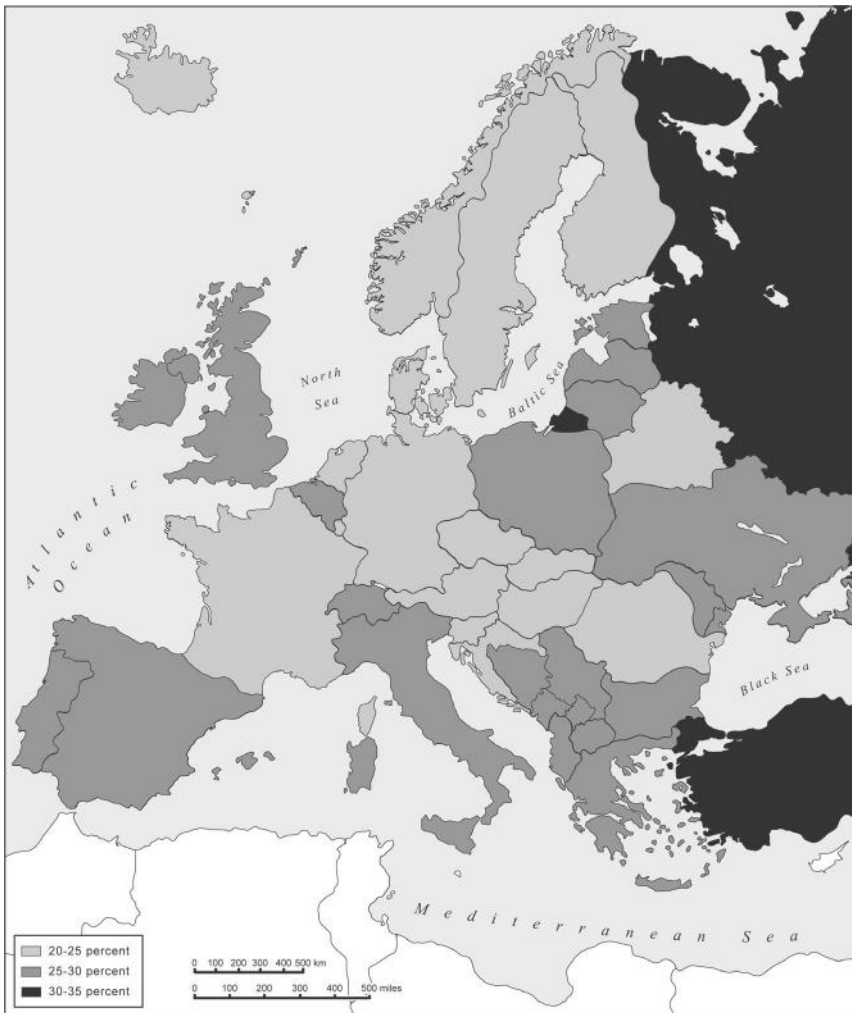 North
Sea
Baltic Sea
Atlantic
Ocean
Black Sea
Mediterranean Sea
20-25 percent
25-30 percent
30-35 percent
0 100 200 300 400 500 km
0 100 200 300 400 500 miles